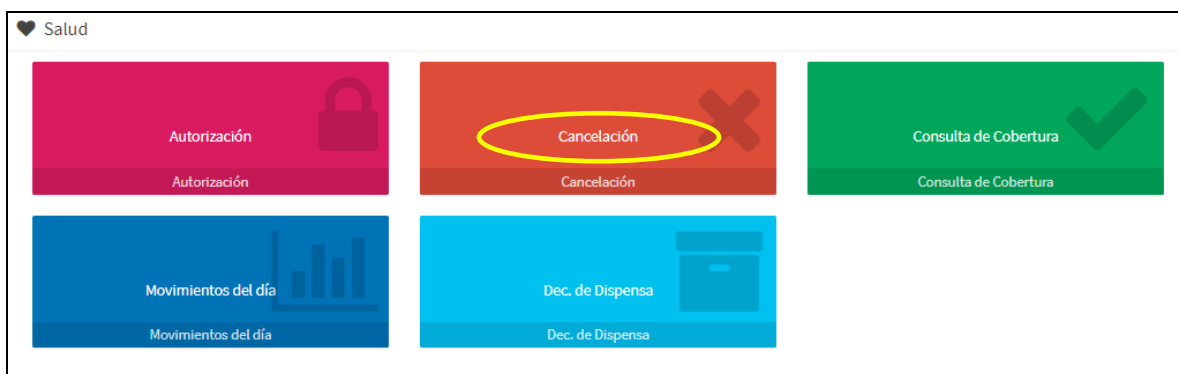 Salud
Autorización
Autorización
Cancelación
Cancelación
Consulta de Cobertura
Consulta de Cobertura
Movimientos del día
Movimientos del día
Dec. de Dispensa
Dec. de Dispensa